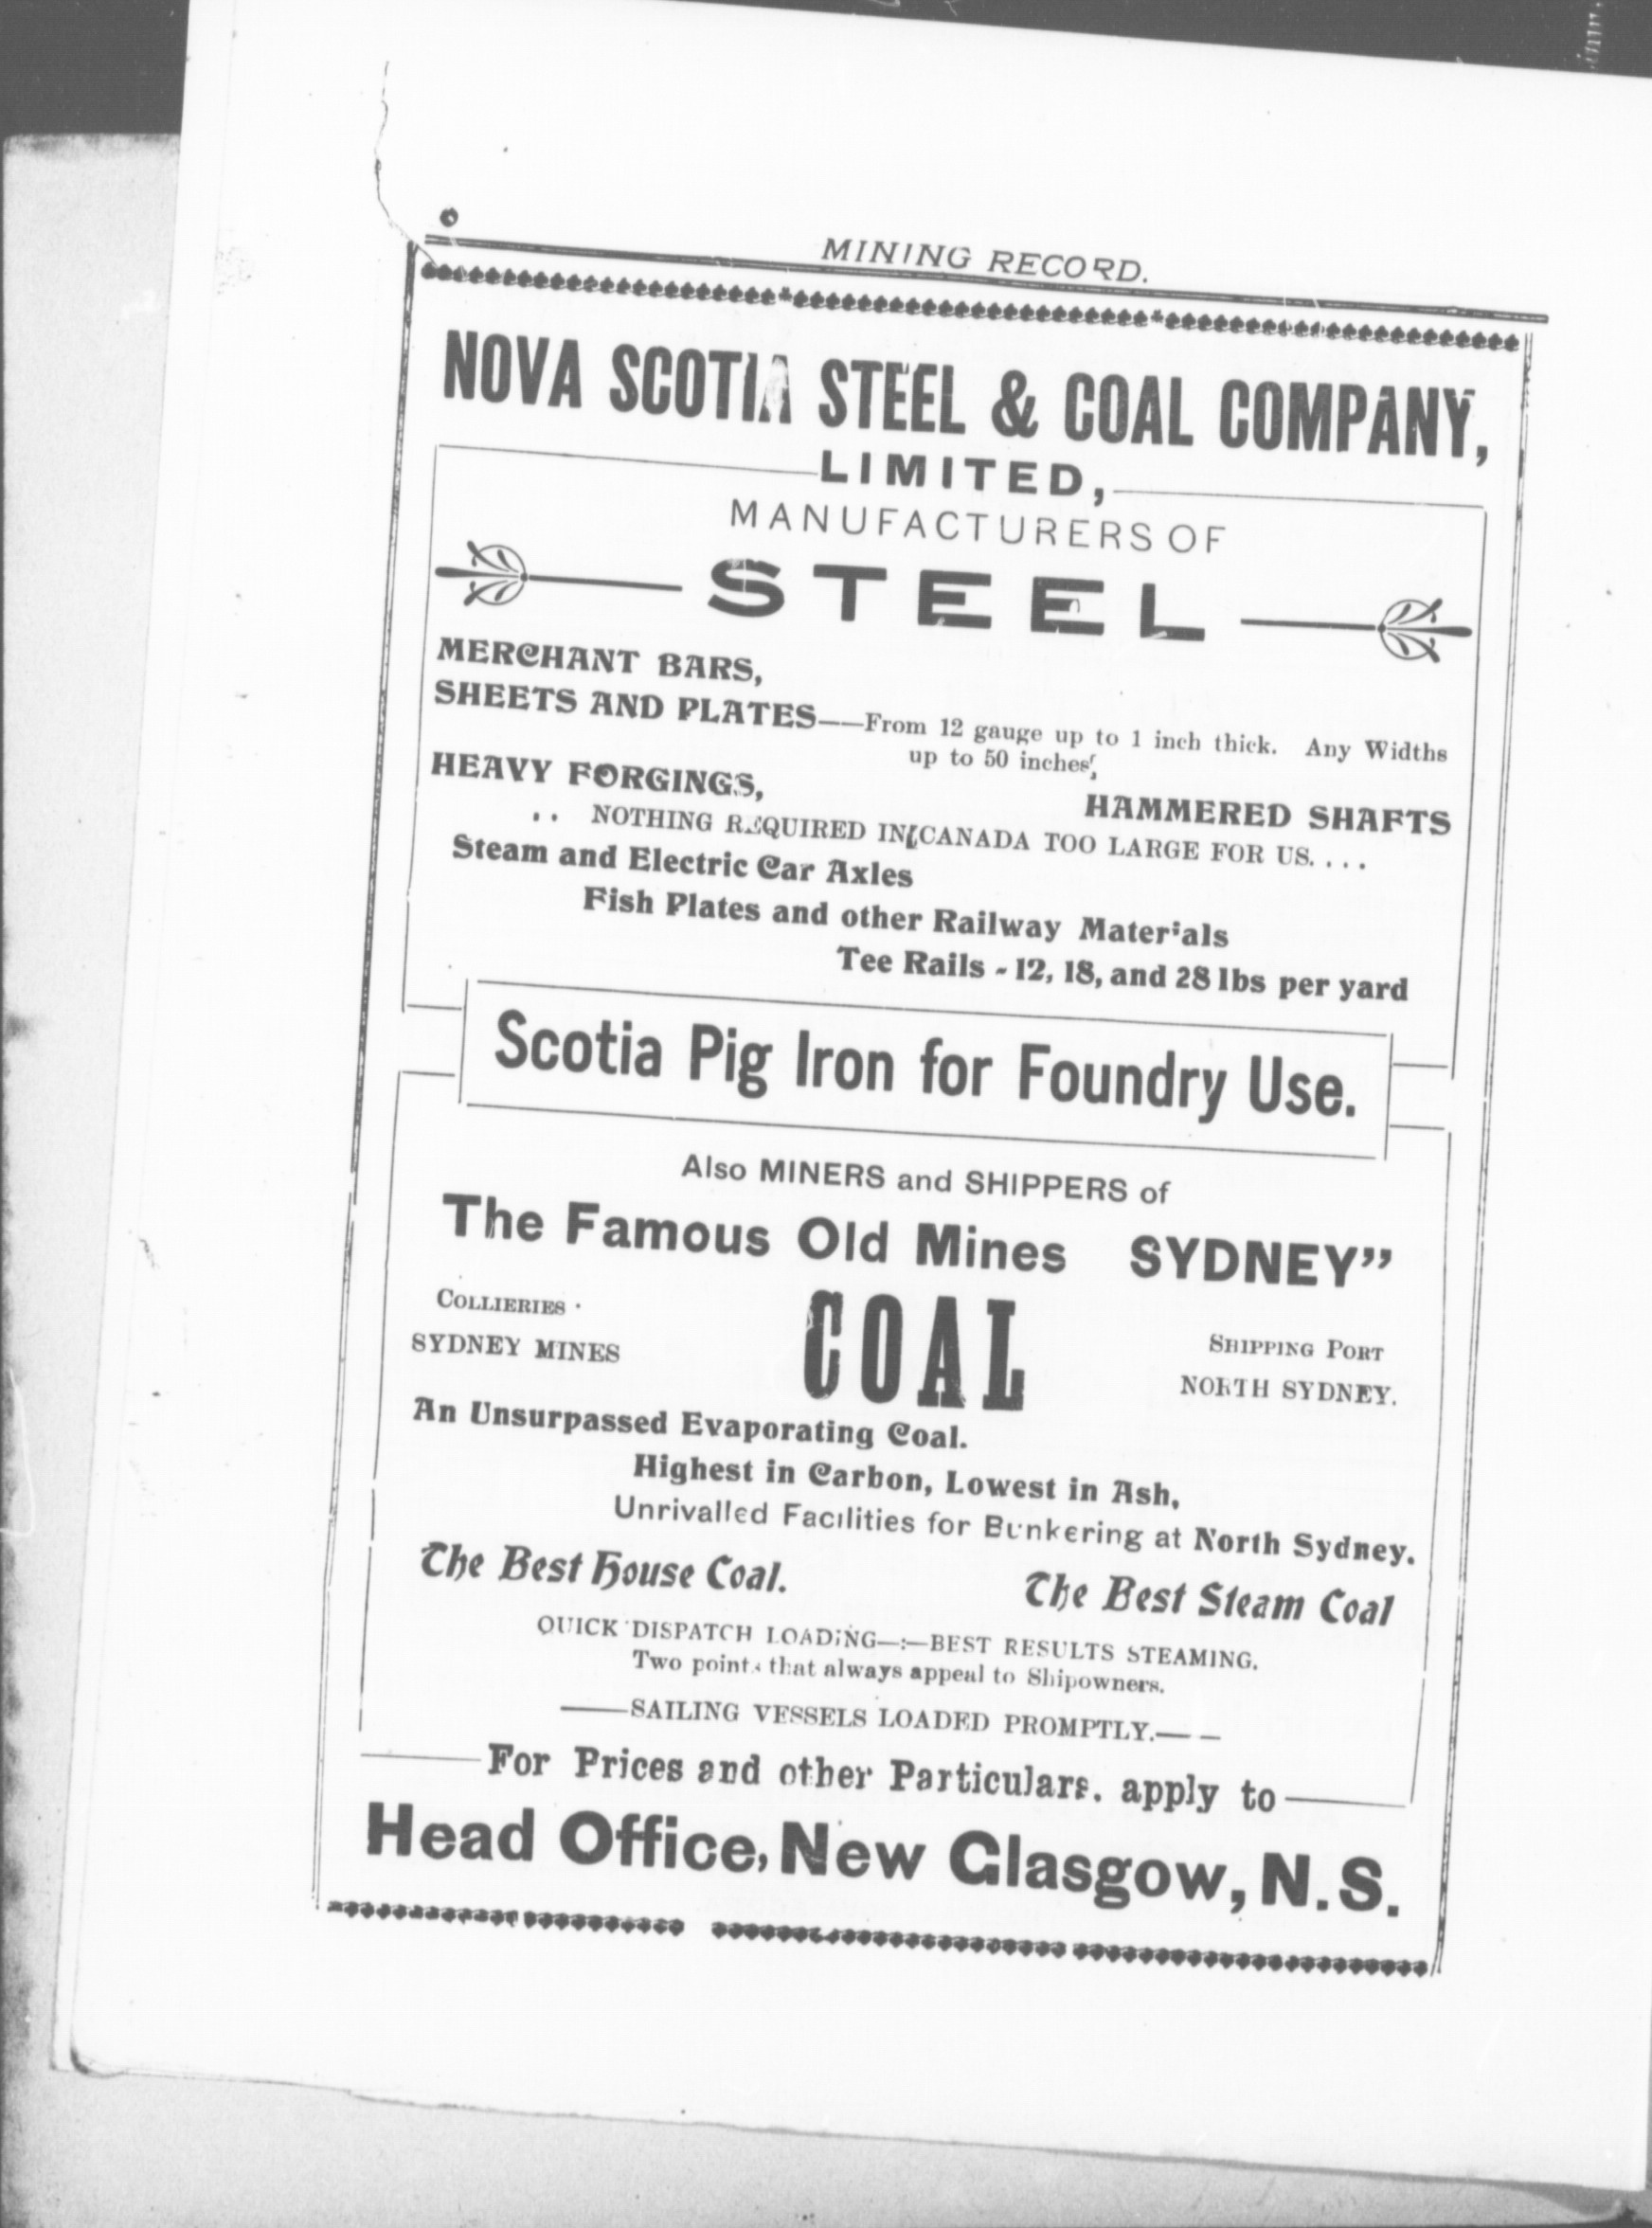 MINING RECORD.
NOVA SCOTIA STEEL & COAL COMPANY,
LIMITED,
MANUFACTURERS OF
STEEL
MERCHANT BARS,
SHEETS AND PLATES——From 12 gauge up to 1 inch thick. Any Widths
up to 50 inches,
HEAVY FORGINGS, HAMMERED SHAFTS
.. NOTHING REQUIRED IN CANADA TOO LARGE FOR US. . . .
Steam and Electric Car Axles
Fish Plates and other Railway Materials
Tee Rails - 12, 18, and 28 lbs per yard
Scotia Pig Iron for Foundry Use.
Also MINERS and SHIPPERS of
The Famous Old Mines SYDNEY”
COLLIERIES COAL SHIPPING PORT
SYDNEY MINES NORTH SYDNEY.
An Unsurpassed Evaporating Coal.
Highest in Carbon, Lowest in Ash,
Unrivalled Facilities for Bunkering at North Sydney.
The Best House Coal. The Best Steam Coal
QUICK DISPATCH LOADING—:—BEST RESULTS STEAMING.
Two points that always appeal to Shipowners.
——SAILING VESSELS LOADED PROMPTLY.— —
For Prices and other Particulars. apply to
Head Office, New Glasgow, N.S.